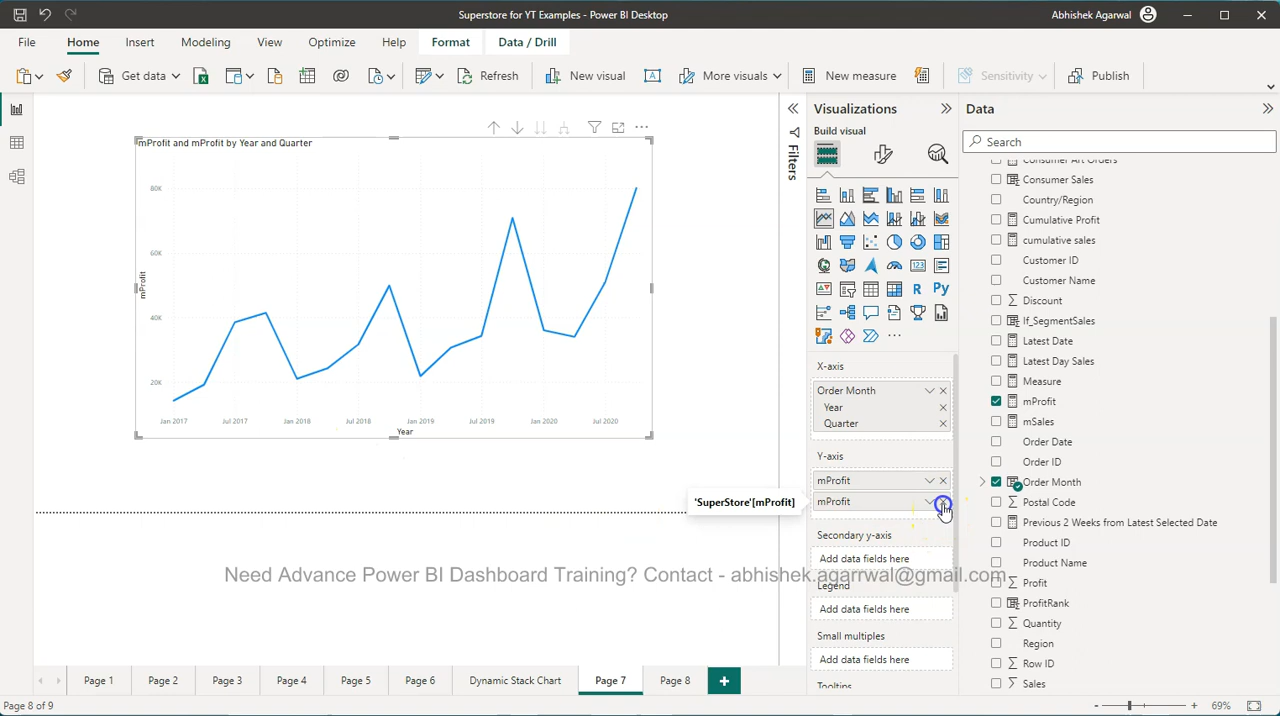 Superstore for YT Examples - Power BI Desktop
Abhishek Agarwal
File Home Insert Modeling View Optimize Help Format Data / Drill
Get data Refresh New visual More visuals New measure Sensitivity Publish
mProfit and mProfit by Year and Quarter
80K
60K
40K
20K
mProfit
Jan 2017 Jul 2017 Jan 2018 Jul 2018 Jan 2019 Jul 2019 Jan 2020 Jul 2020
Year
Filters
Visualizations
Build visual
R Py
123
X-axis
Order Month
Year
Quarter
Y-axis
mProfit
mProfit
'SuperStore'[mProfit]
Secondary y-axis
Add data fields here
Legend
Add data fields here
Small multiples
Add data fields here
Tooltips
Data
Search
Consumer Art Orders
Consumer Sales
Country/Region
Cumulative Profit
cumulative sales
Customer ID
Customer Name
Discount
If_SegmentSales
Latest Date
Latest Day Sales
Measure
mProfit
mSales
Order Date
Order ID
Order Month
Postal Code
Previous 2 Weeks from Latest Selected Date
Product ID
Product Name
Profit
ProfitRank
Quantity
Region
Row ID
Sales
Need Advance Power BI Dashboard Training? Contact - abhishek.agarrwal@gmail.com
Page 1 Page 2 Page 3 Page 4 Page 5 Page 6 Dynamic Stack Chart Page 7 Page 8
Page 8 of 9
69%